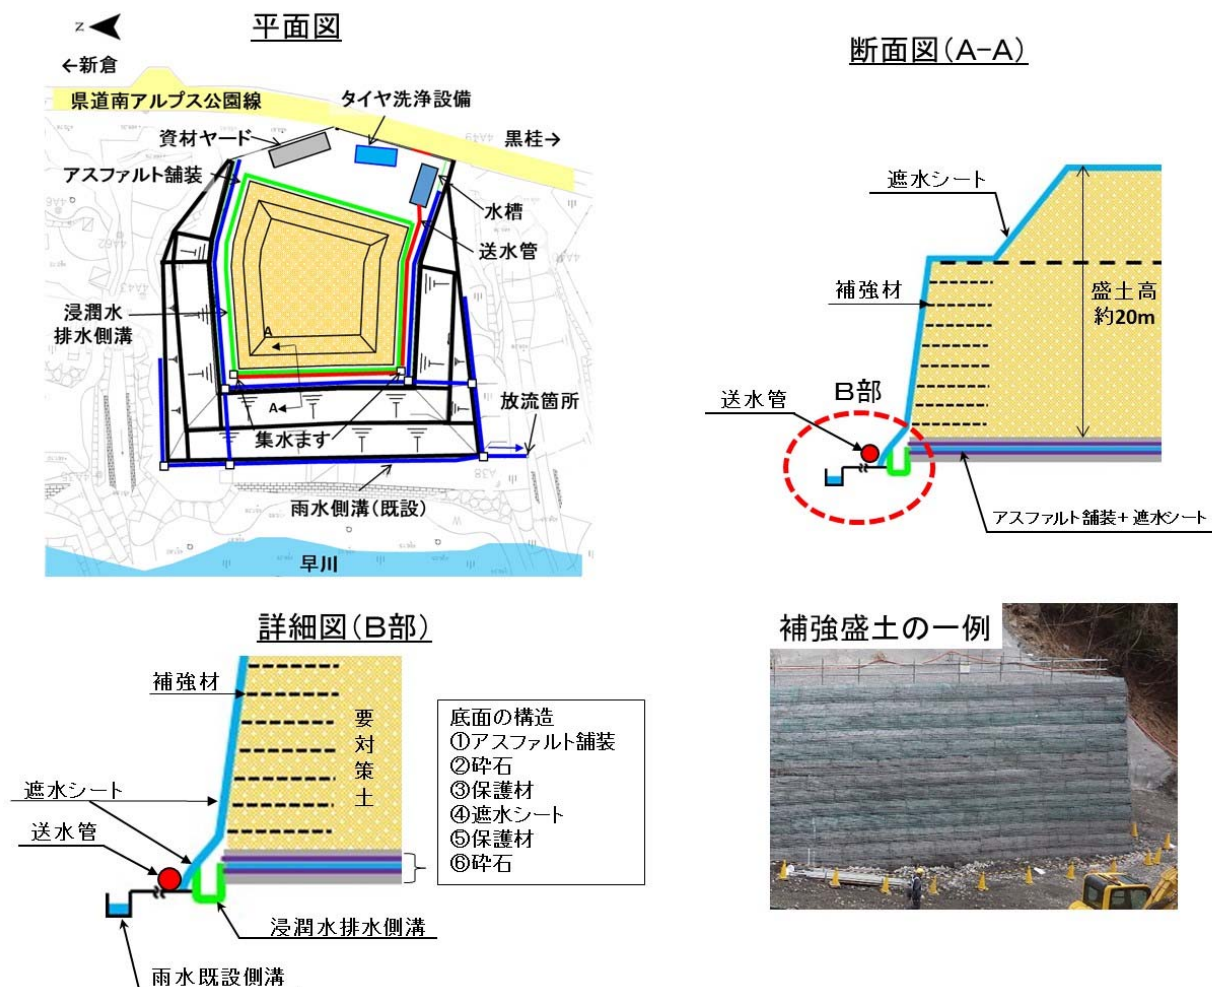 平面図
Z
←新倉
県道南アルプス公園線
タイヤ洗浄設備
資材ヤード
黒桂→
アスファルト舗装
水槽
送水管
浸潤水
排水側溝
A
A
集水ます
放流箇所
雨水側溝(既設)
早川
4A49
4A62
4A43
4A35
A38
断面図(A-A)
遮水シート
補強材
盛土高
約20m
送水管
B部
アスファルト舗装+遮水シート
詳細図(B部)
補強材
要対策土
遮水シート
送水管
浸潤水排水側溝
雨水既設側溝
底面の構造
①アスファルト舗装
②砕石
③保護材
④遮水シート
⑤保護材
⑥砕石
補強盛土の一例